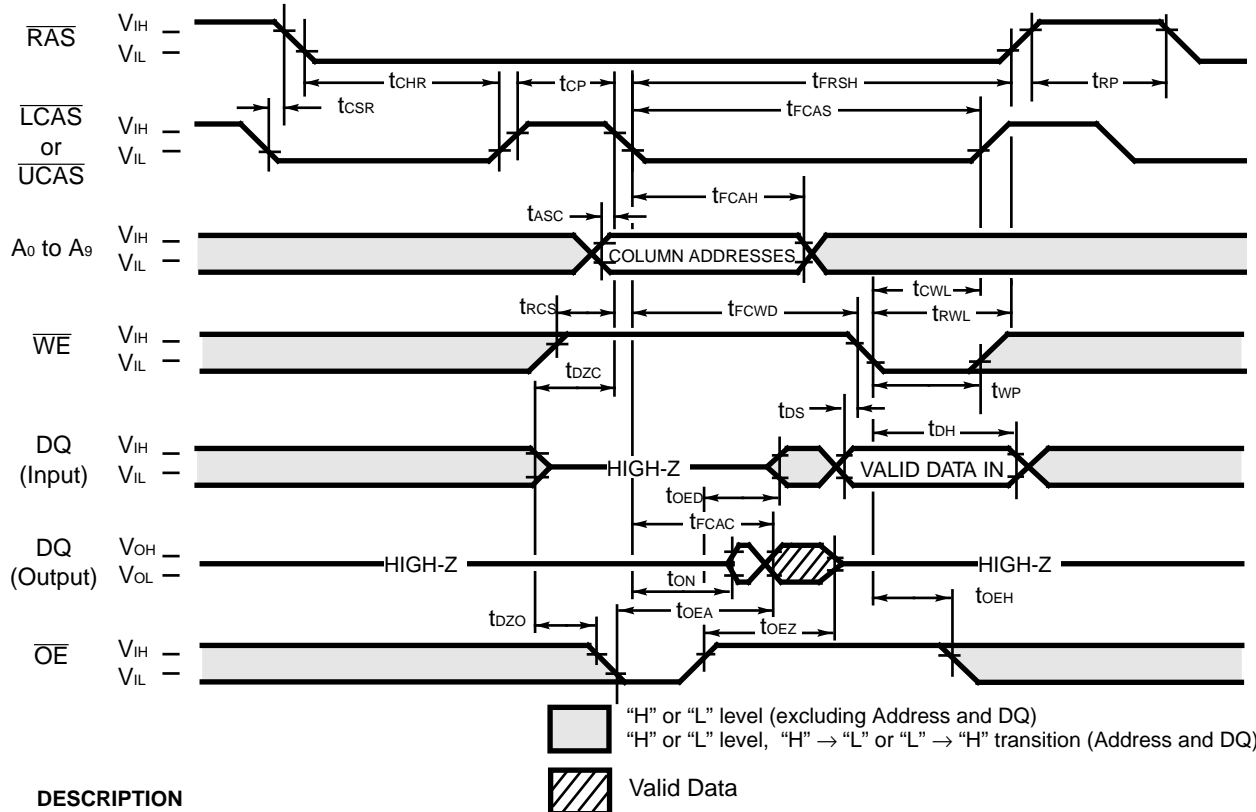 RAS
VIH
VIL
tCHR
tCP
tFRSH
tRP
tCSR
tFCAS
LCAS
or
UCAS
VIH
VIL
tFCAH
tASC
A0 to A9
VIH
VIL
COLUMN ADDRESSES
tCWL
tRCS
tFCWD
tRWL
WE
VIH
VIL
tDZC
tWP
tDS
tDH
DQ
(Input)
VIH
VIL
HIGH-Z
VALID DATA IN
tOED
tFCAC
DQ
(Output)
VOH
VOL
HIGH-Z
HIGH-Z
tON
tOEH
tOEA
tDZO
tOEZ
OE
VIH
VIL
“H” or “L” level (excluding Address and DQ)
“H” or “L” level, “H” → “L” or “L” → “H” transition (Address and DQ)
Valid Data
DESCRIPTION